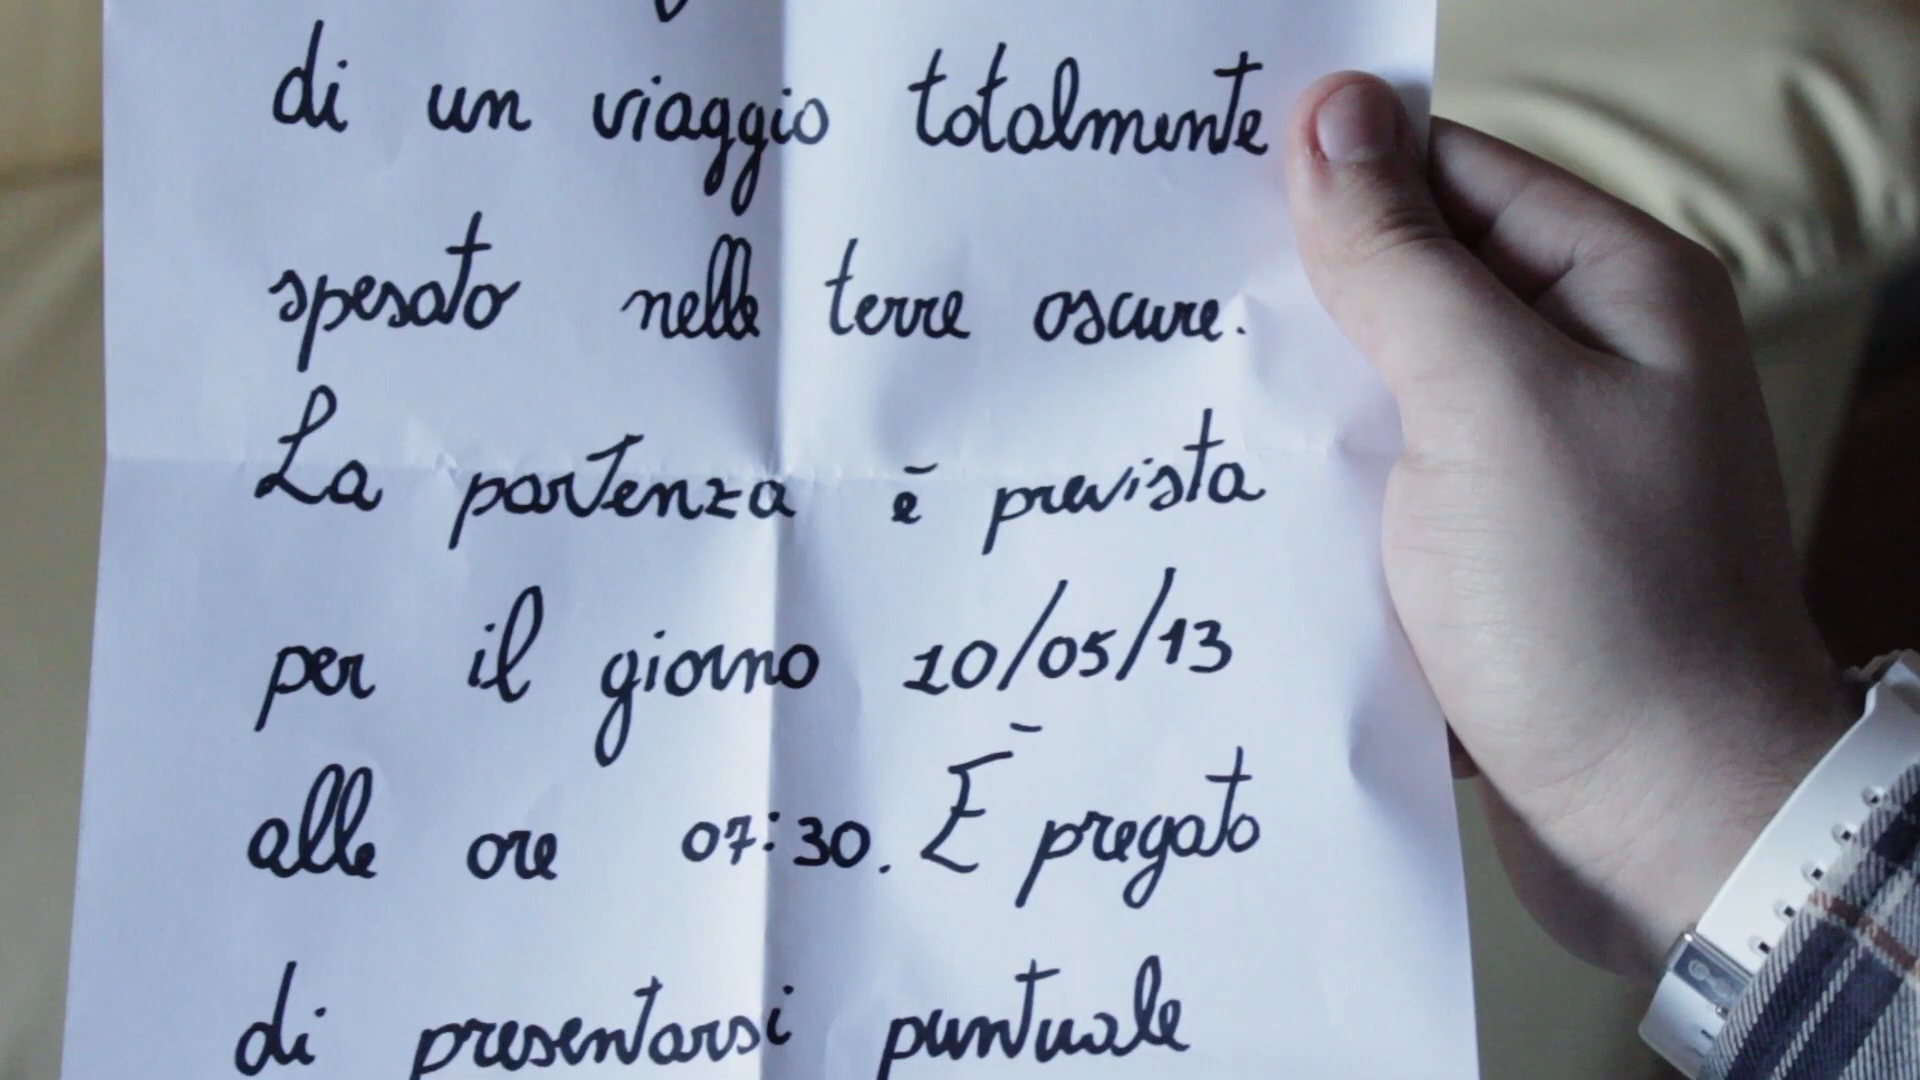 di un viaggio totalmente
spesato nelle terre oscure.
La partenza è prevista
per il giorno 10/05/13
alle ore 07:30. È pregato
di presentarsi puntuale